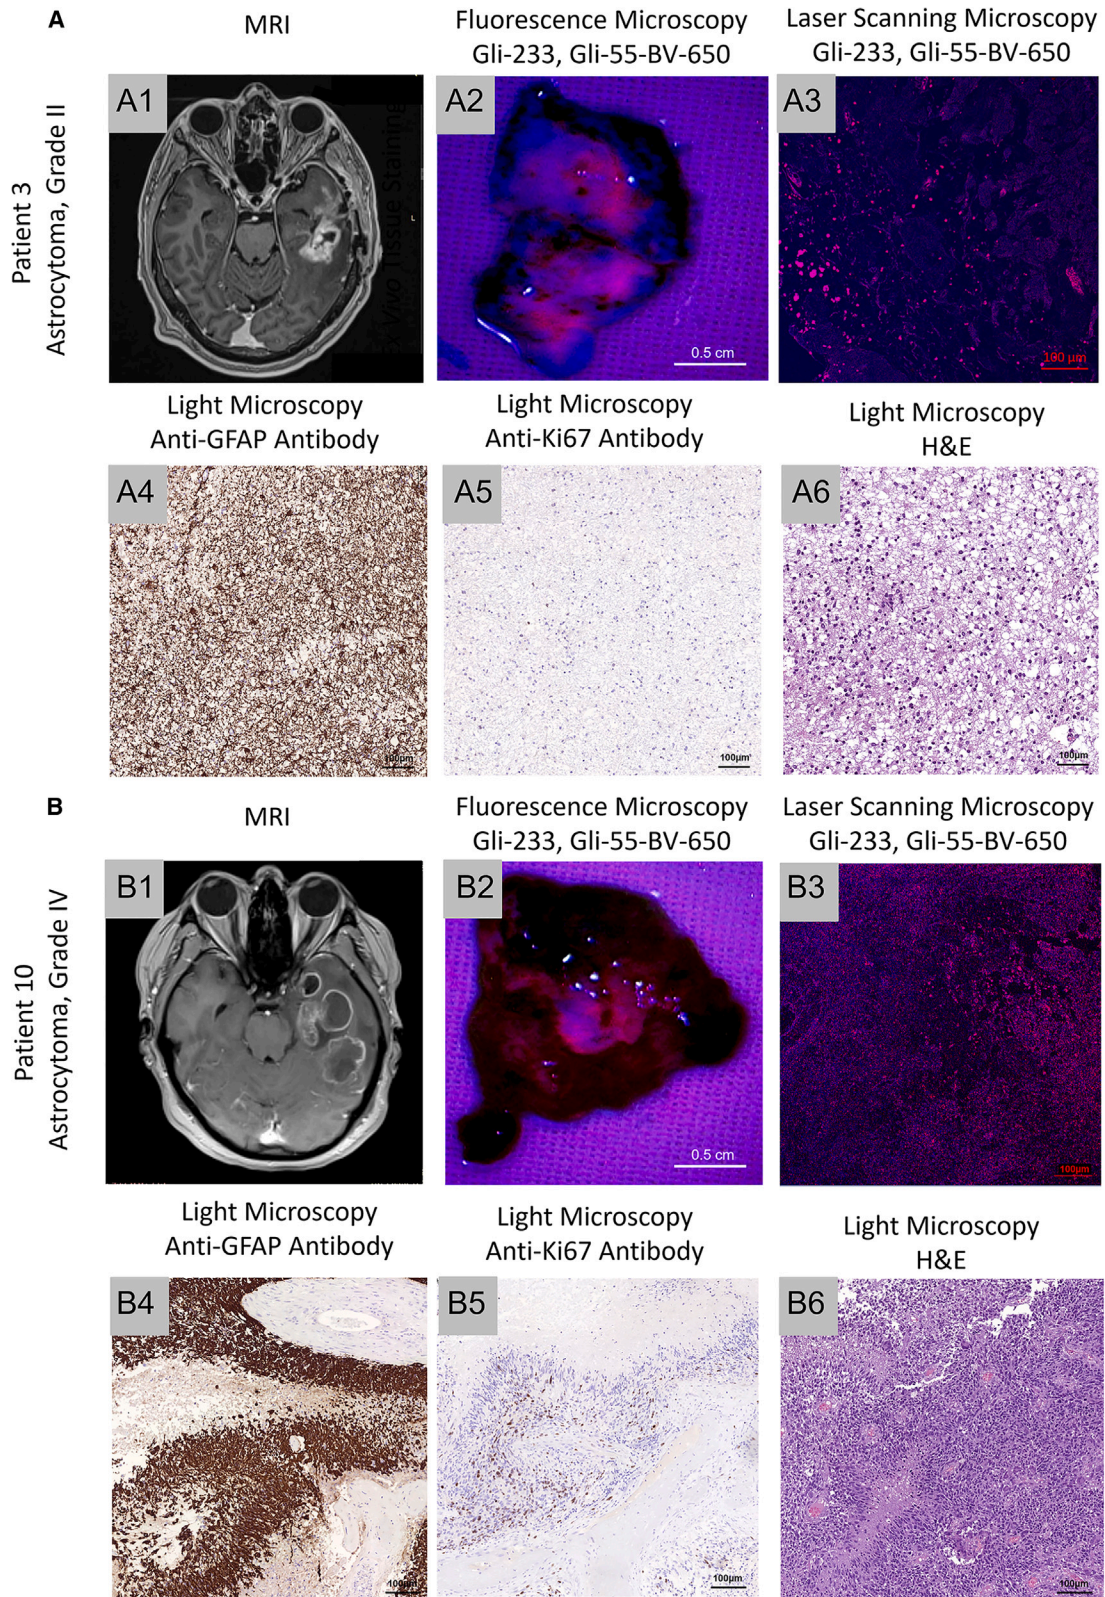 A
MRI
Fluorescence Microscopy
Gli-233, Gli-55-BV-650
Laser Scanning Microscopy
Gli-233, Gli-55-BV-650
Patient 3
Astrocytoma, Grade II
A1
Ex Vivo Tissue Staining
L
A2
0.5 cm
A3
100 µm
Light Microscopy
Anti-GFAP Antibody
Light Microscopy
Anti-Ki67 Antibody
Light Microscopy
H&E
A4
100µm
A5
100µm
A6
100µm
B
MRI
Fluorescence Microscopy
Gli-233, Gli-55-BV-650
Laser Scanning Microscopy
Gli-233, Gli-55-BV-650
Patient 10
Astrocytoma, Grade IV
B1
B2
0.5 cm
B3
100µm
Light Microscopy
Anti-GFAP Antibody
Light Microscopy
Anti-Ki67 Antibody
Light Microscopy
H&E
B4
100µm
B5
100µm
B6
100µm